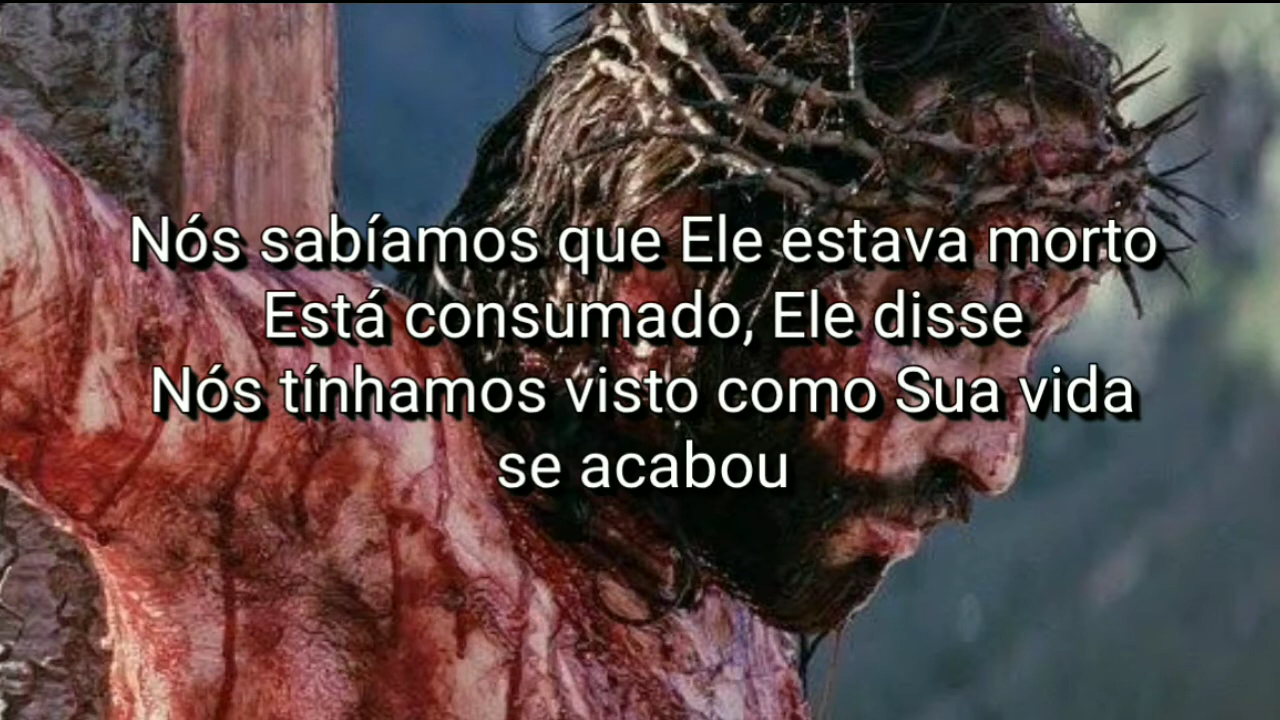 Nós sabíamos que Ele estava morto
Está consumado, Ele disse
Nós tínhamos visto como Sua vida
se acabou